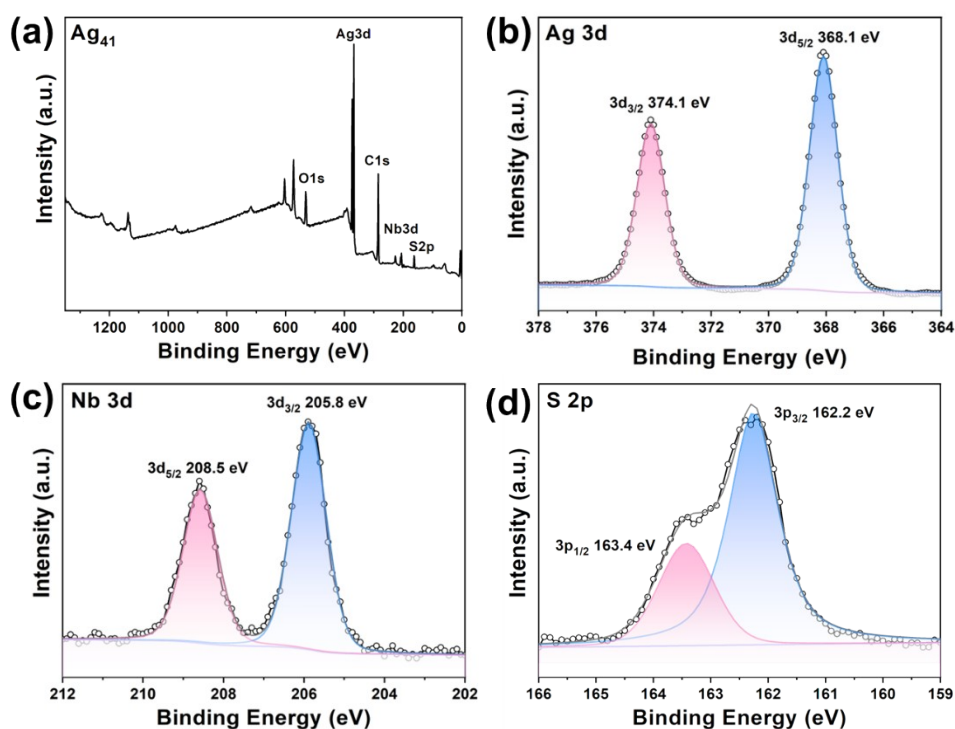 (a)
Ag41
Ag3d
C1s
O1s
Nb3d
S2p
Intensity (a.u.)
1200 1000 800 600 400 200 0
Binding Energy (eV)
(b)
Ag 3d
3d5/2 368.1 eV
3d3/2 374.1 eV
Intensity (a.u.)
378 376 374 372 370 368 366 364
Binding Energy (eV)
(c)
Nb 3d
3d3/2 205.8 eV
3d5/2 208.5 eV
Intensity (a.u.)
212 210 208 206 204 202
Binding Energy (eV)
(d)
S 2p
3p3/2 162.2 eV
3p1/2 163.4 eV
Intensity (a.u.)
166 165 164 163 162 161 160 159
Binding Energy (eV)